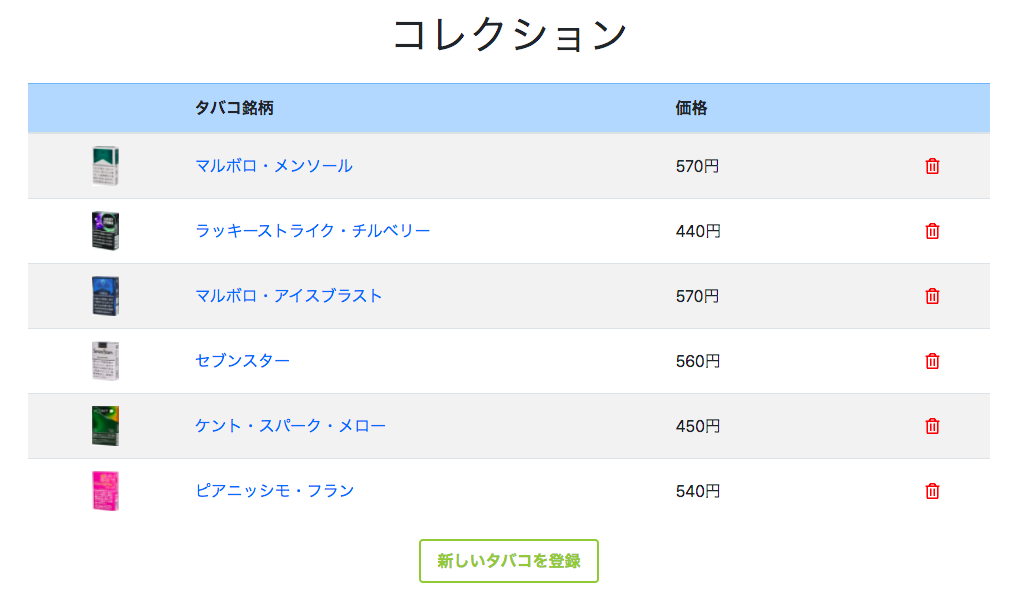 コレクション
タバコ銘柄 価格
マルボロ・メンソール 570円
ラッキーストライク・チルベリー 440円
マルボロ・アイスブラスト 570円
セブンスター 560円
ケント・スパーク・メロー 450円
ピアニッシモ・フラン 540円
新しいタバコを登録